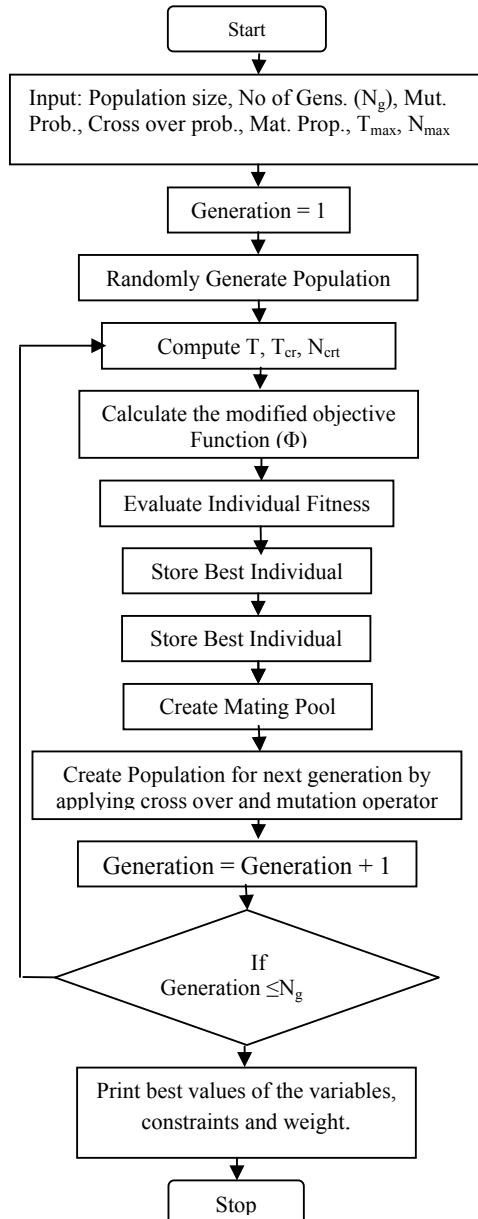 Start
Input: Population size, No of Gens. (Ng), Mut.
Prob., Cross over prob., Mat. Prop., Tmax, Nmax
Generation = 1
Randomly Generate Population
Compute T, Tcr, Ncrt
Calculate the modified objective
Function (Φ)
Evaluate Individual Fitness
Store Best Individual
Store Best Individual
Create Mating Pool
Create Population for next generation by
applying cross over and mutation operator
Generation = Generation + 1
If
Generation ≤Ng
Print best values of the variables,
constraints and weight.
Stop